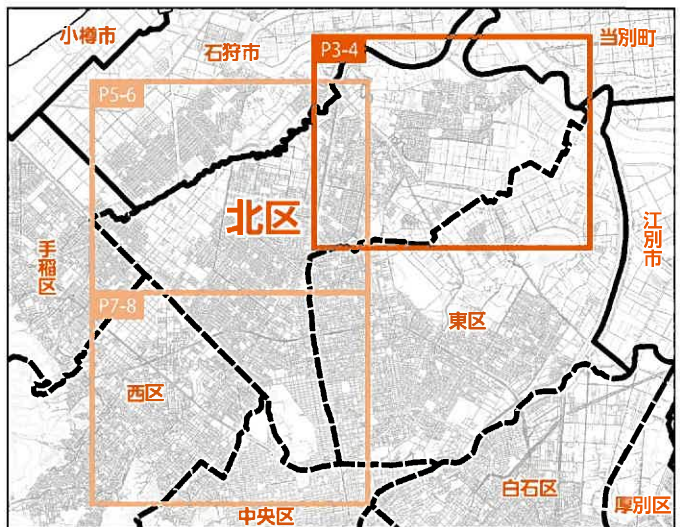 小樽市
石狩市
当別町
P3-4
P5-6
北区
手稲区
江別市
P7-8
東区
西区
白石区
中央区
厚別区